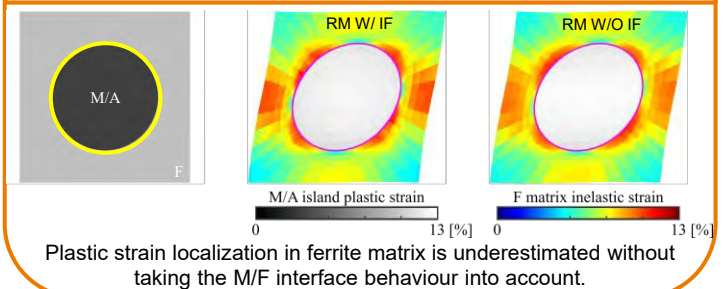 M/A
F
RM W/ IF
RM W/O IF
M/A island plastic strain
0 13 [%]
F matrix inelastic strain
0 13 [%]
Plastic strain localization in ferrite matrix is underestimated without
taking the M/F interface behaviour into account.